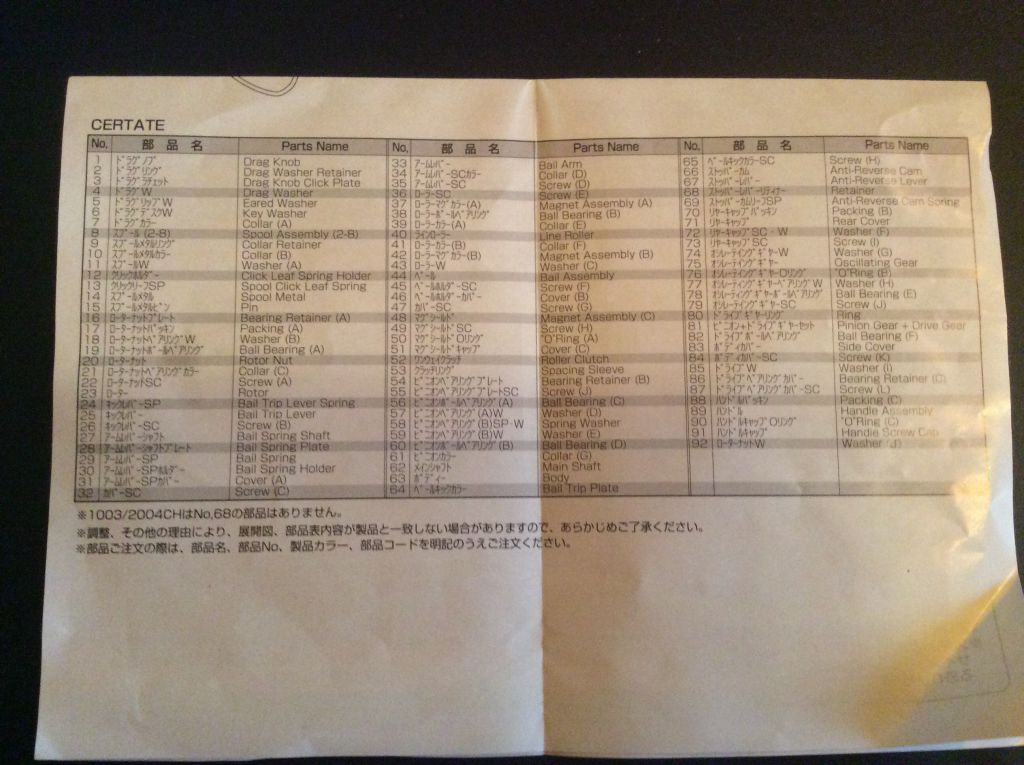 CERTATE
No. 部 品 名 Parts Name
1 ドラグノブ Drag Knob
2 ドラグリング Drag Washer Retainer
3 ドラグラチェット Drag Knob Click Plate
4 ドラグW Drag Washer
5 ドラグリップW Eared Washer
6 ドラグデスクW Key Washer
7 ドラグカラー Collar (A)
8 スプール (2-8) Spool Assembly (2-8)
9 スプールメタルリング Collar Retainer
10 スプールメタルカラー Collar (B)
11 スプールW Washer (A)
12 クリックホルダー Click Leaf Spring Holder
13 クリックリーフSP Spool Click Leaf Spring
14 スプールメタル Spool Metal
15 スプールメタルピン Pin
16 ローターナットプレート Bearing Retainer (A)
17 ローターナットパッキン Packing (A)
18 ローターナットベアリングW Washer (B)
19 ローターナットボールベアリング Ball Bearing (A)
20 ローターナット Rotor Nut
21 ローターナットベアリングカラー Collar (C)
22 ローターナットSC Screw (A)
23 ローター Rotor
24 キックレバーSP Bail Trip Lever Spring
25 キックレバー Bail Trip Lever
26 キックレバーSC Screw (B)
27 アームレバーシャフト Bail Spring Shaft
28 アームレバーシャフトプレート Bail Spring Plate
29 アームレバーSP Bail Spring
30 アームレバーSPホルダー Bail Spring Holder
31 アームレバーSPカバー Cover (A)
32 カバーSC Screw (C)
No. 部 品 名 Parts Name
33 アームレバー Bail Arm
34 アームレバーSCカラー Collar (D)
35 アームレバーSC Screw (D)
36 ローラーSC Screw (E)
37 ローラーマグカラー(A) Magnet Assembly (A)
38 ローラーボールベアリング Ball Bearing (B)
39 ローラーカラー Collar (E)
40 ラインローラー Line Roller
41 ローラーカラー(B) Collar (F)
42 ローラーマグカラー(B) Magnet Assembly (B)
43 ローラーW Washer (C)
44 ベール Bail Assembly
45 ベールホルダーSC Screw (F)
46 ベールホルダーカバー Cover (B)
47 カバーSC Screw (G)
48 マグシールド Magnet Assembly (C)
49 マグシールドSC Screw (H)
50 マグシールドOリング "O"Ring (A)
51 マグシールドキャップ Cover (C)
52 ワンウェイクラッチ Roller Clutch
53 クラッチリング Spacing Sleeve
54 ピニオンベアリングプレート Bearing Retainer (B)
55 ピニオンベアリングプレートSC Screw (J)
56 ピニオンボールベアリング(A) Ball Bearing (C)
57 ピニオンベアリング(A)W Washer (D)
58 ピニオンベアリング(B)SP-W Spring Washer
59 ピニオンベアリング(B)W Washer (E)
60 ピニオンボールベアリング(B) Ball Bearing (D)
61 ピニオンカラー Collar (G)
62 メインシャフト Main Shaft
63 ボディー Body
64 ベールキックカラー Bail Trip Plate
No. 部 品 名 Parts Name
65 ベールキックカラーSC Screw (H)
66 ストッパーカム Anti-Reverse Cam
67 ストッパーレバー Anti-Reverse Lever
68 ストッパーレバーリティナー Retainer
69 ストッパーカムリーフSP Anti-Reverse Cam Spring
70 リヤーキャップパッキン Packing (B)
71 リヤーキャップ Rear Cover
72 リヤーキャップSC・W Washer (F)
73 リヤーキャップSC Screw (I)
74 オシレーティングギヤーW Washer (G)
75 オシレーティングギヤー Oscillating Gear
76 オシレーティングギヤーOリング "O"Ring (B)
77 オシレーティングギヤーベアリングW Washer (H)
78 オシレーティングギヤーボールベアリング Ball Bearing (E)
79 オシレーティングギヤーSC Screw (J)
80 ドライブギヤーリング Ring
81 ピニオン+ドライブギヤーセット Pinion Gear + Drive Gear
82 ドライブボールベアリング Ball Bearing (F)
83 ボディカバー Side Cover
84 ボディカバーSC Screw (K)
85 ドライブW Washer (I)
86 ドライブベアリングカバー Bearing Retainer (C)
87 ドライブベアリングカバーSC Screw (L)
88 ハンドルパッキン Packing (C)
89 ハンドル Handle Assembly
90 ハンドルキャップOリング "O"Ring (C)
91 ハンドルキャップ Handle Screw Cap
92 ローターナットW Washer (J)
※1003/2004CHはNo,68の部品はありません。
※調整、その他の理由により、展開図、部品表内容が製品と一致しない場合がありますので、あらかじめご了承ください。
※部品ご注文の際は、部品名、部品No、製品カラー、部品コードを明記のうえご注文ください。